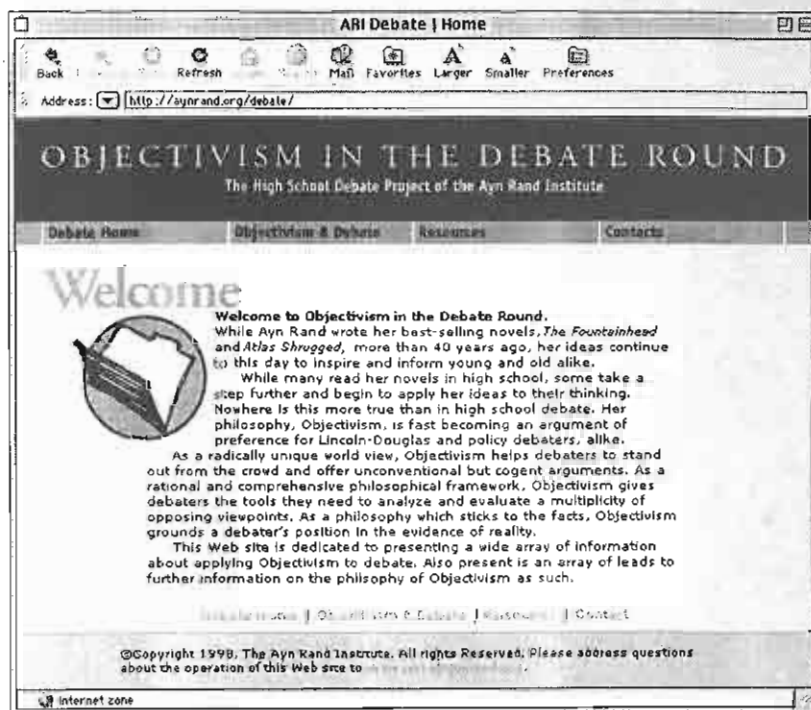 ARI Debate | Home
Back Refresh Mail Favorites Larger Smaller Preferences
Address: http://aynrand.org/debate/
OBJECTIVISM IN THE DEBATE ROUND
The High School Debate Project of the Ayn Rand Institute
Debate Home Objectivism & Debate Resources Contacts
Welcome
Welcome to Objectivism in the Debate Round.
While Ayn Rand wrote her best-selling novels, The Fountainhead
and Atlas Shrugged, more than 40 years ago, her ideas continue
to this day to inspire and inform young and old alike.
While many read her novels in high school, some take a
step further and begin to apply her ideas to their thinking.
Nowhere is this more true than in high school debate. Her
philosophy, Objectivism, is fast becoming an argument of
preference for Lincoln-Douglas and policy debaters, alike.
As a radically unique world view, Objectivism helps debaters to stand
out from the crowd and offer unconventional but cogent arguments. As a
rational and comprehensive philosophical framework, Objectivism gives
debaters the tools they need to analyze and evaluate a multiplicity of
opposing viewpoints. As a philosophy which sticks to the facts, Objectivism
grounds a debater's position in the evidence of reality.
This Web site is dedicated to presenting a wide array of information
about applying Objectivism to debate. Also present is an array of leads to
further information on the philsophy of Objectivism as such.
| Objectivism & Debate | Resources | Contact
©Copyright 1998, The Ayn Rand Institute. All rights Reserved. Please address questions
about the operation of this Web site to
Internet zone